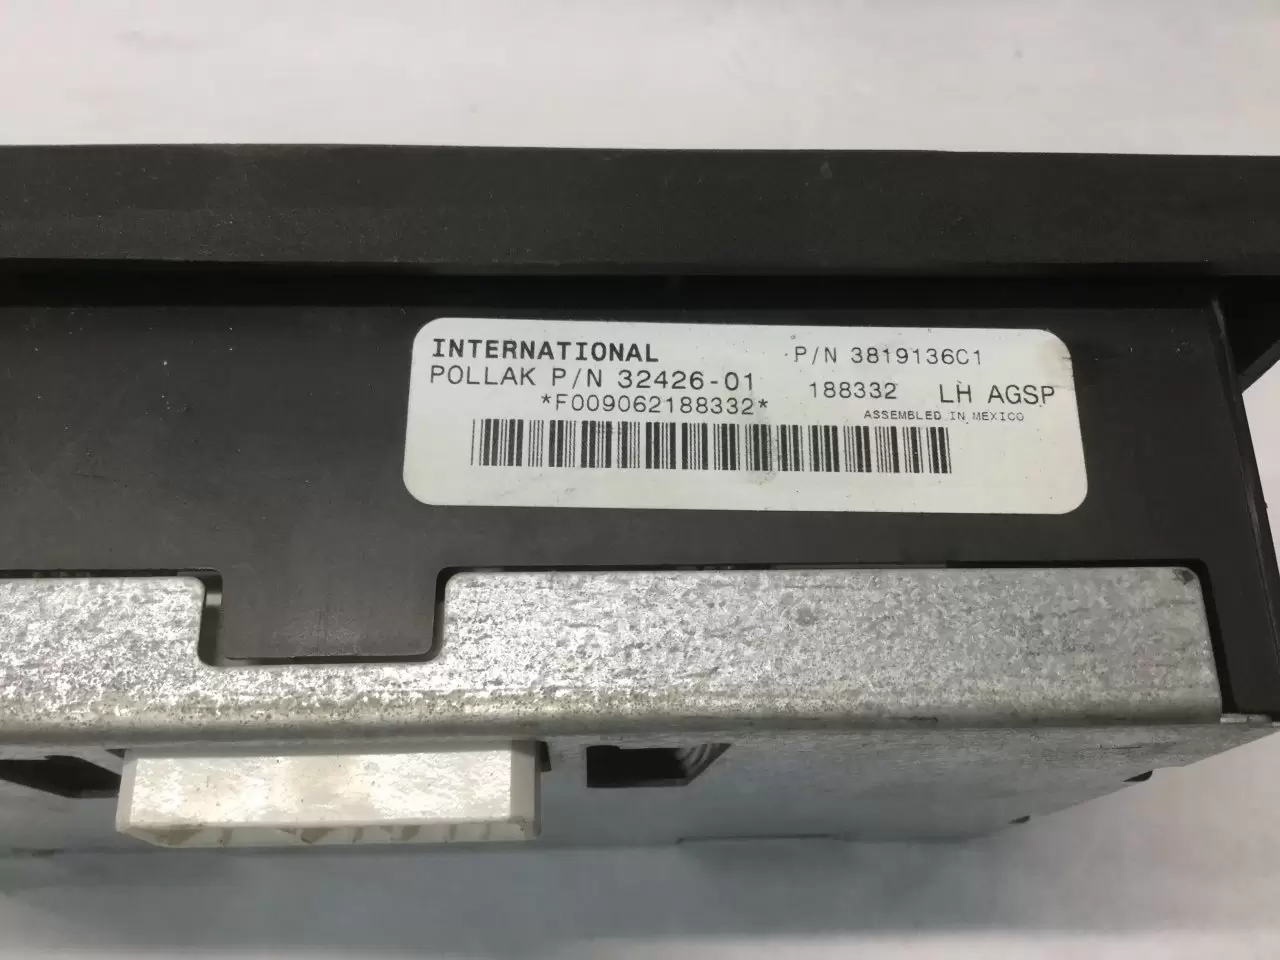 INTERNATIONAL P/N 3819136C1
POLLAK P/N 32426-01 188332 LH AGSP
*F009062188332* ASSEMBLED IN MEXICO